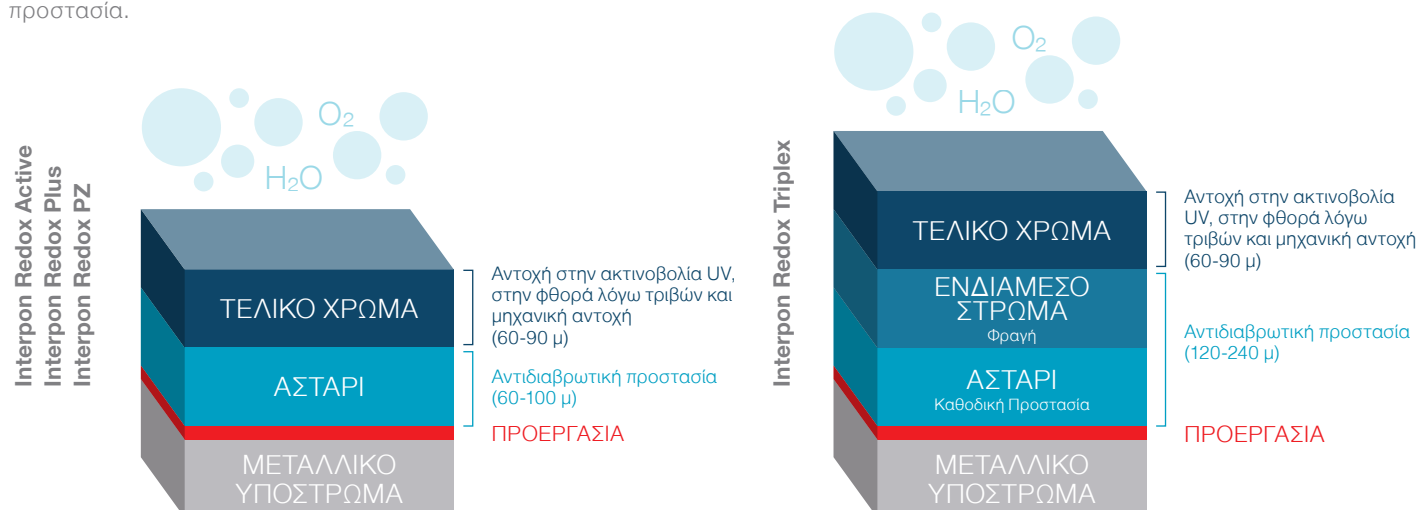 προστασία.
Interpon Redox Active
Interpon Redox Plus
Interpon Redox PZ
O₂
H₂O
ΤΕΛΙΚΟ ΧΡΩΜΑ
ΑΣΤΑΡΙ
ΜΕΤΑΛΛΙΚΟ
ΥΠΟΣΤΡΩΜΑ
Αντοχή στην ακτινοβολία UV,
στην φθορά λόγω τριβών και
μηχανική αντοχή
(60-90 μ)
Αντιδιαβρωτική προστασία
(60-100 μ)
ΠΡΟΕΡΓΑΣΙΑ
Interpon Redox Triplex
O₂
H₂O
ΤΕΛΙΚΟ ΧΡΩΜΑ
ΕΝΔΙΑΜΕΣΟ
ΣΤΡΩΜΑ
Φραγή
ΑΣΤΑΡΙ
Καθοδική Προστασία
ΜΕΤΑΛΛΙΚΟ
ΥΠΟΣΤΡΩΜΑ
Αντοχή στην ακτινοβολία
UV, στην φθορά λόγω
τριβών και μηχανική αντοχή
(60-90 μ)
Αντιδιαβρωτική προστασία
(120-240 μ)
ΠΡΟΕΡΓΑΣΙΑ